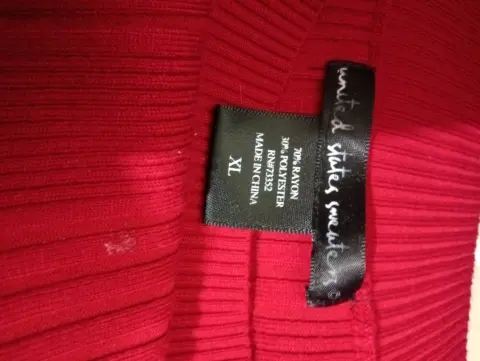 united states sweaters©
70% RAYON
30% POLYESTER
RN#73352
MADE IN CHINA
XL